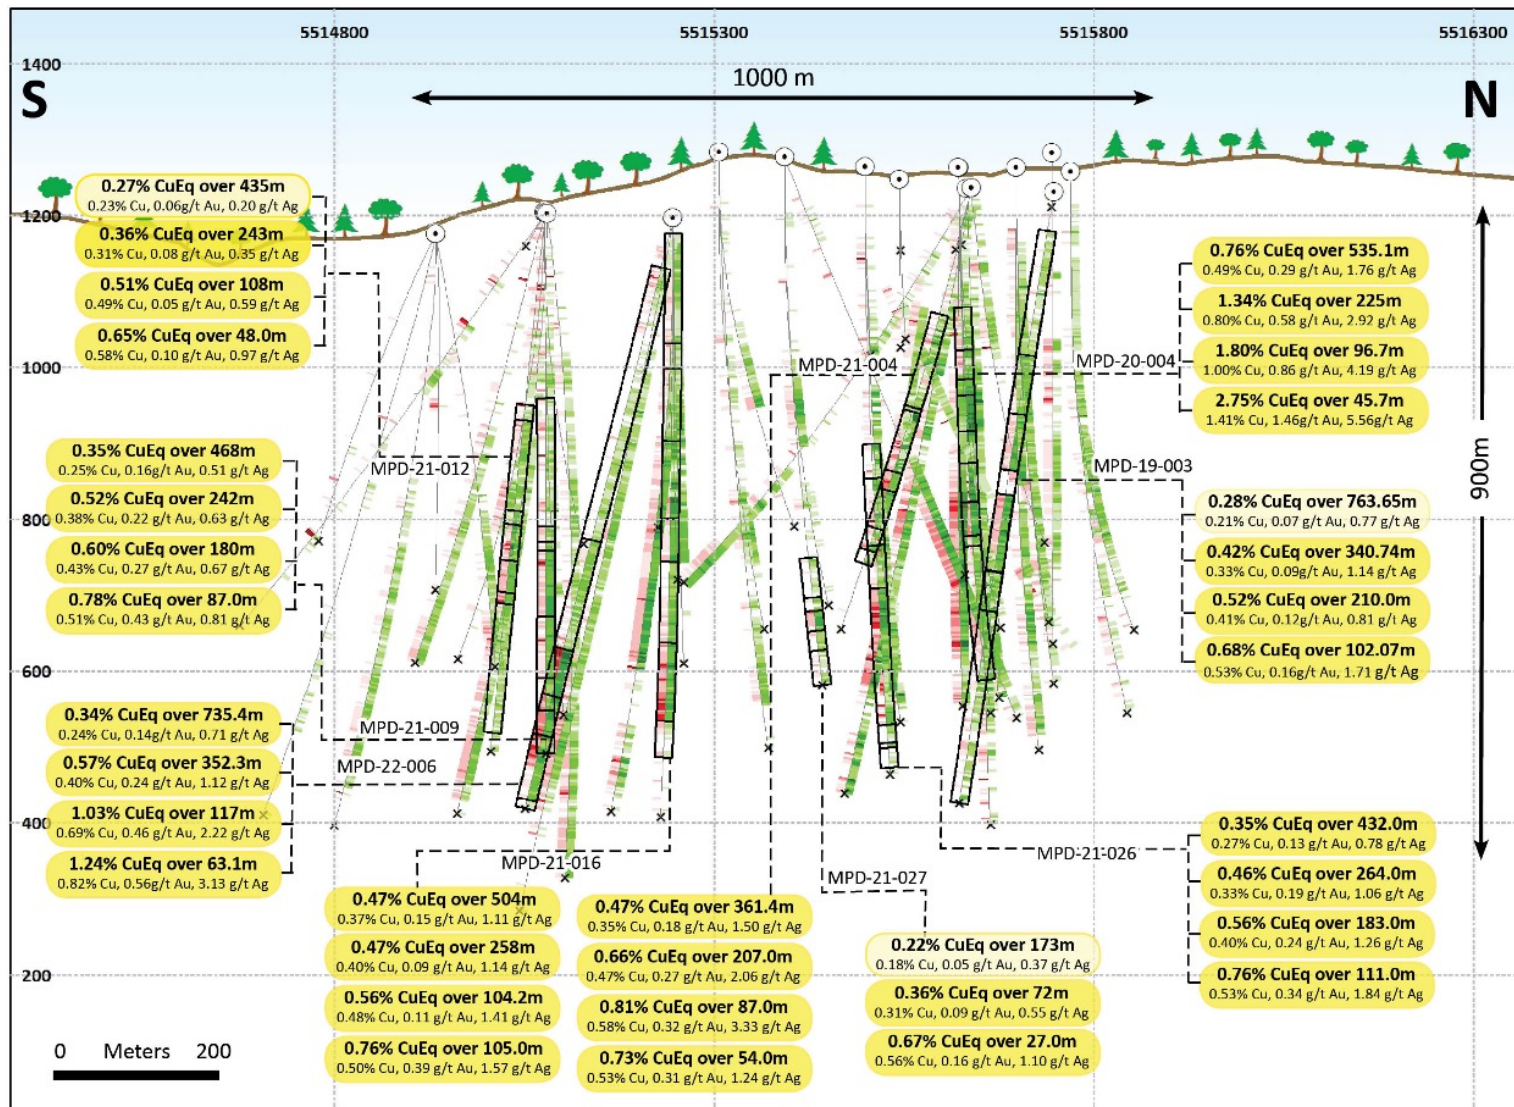 5514800
5515300
5515800
5516300
1400
1000 m
S
N
0.27% CuEq over 435m
0.23% Cu, 0.06g/t Au, 0.20 g/t Ag
1200
0.36% CuEq over 243m
0.31% Cu, 0.08 g/t Au, 0.35 g/t Ag
0.51% CuEq over 108m
0.49% Cu, 0.05 g/t Au, 0.59 g/t Ag
0.65% CuEq over 48.0m
0.58% Cu, 0.10 g/t Au, 0.97 g/t Ag
0.76% CuEq over 535.1m
0.49% Cu, 0.29 g/t Au, 1.76 g/t Ag
1.34% CuEq over 225m
0.80% Cu, 0.58 g/t Au, 2.92 g/t Ag
1.80% CuEq over 96.7m
1.00% Cu, 0.86 g/t Au, 4.19 g/t Ag
2.75% CuEq over 45.7m
1.41% Cu, 1.46g/t Au, 5.56g/t Ag
1000
MPD-21-004
MPD-20-004
900m
MPD-21-012
MPD-19-003
0.35% CuEq over 468m
0.25% Cu, 0.16g/t Au, 0.51 g/t Ag
0.52% CuEq over 242m
0.38% Cu, 0.22 g/t Au, 0.63 g/t Ag
0.60% CuEq over 180m
0.43% Cu, 0.27 g/t Au, 0.67 g/t Ag
0.78% CuEq over 87.0m
0.51% Cu, 0.43 g/t Au, 0.81 g/t Ag
800
0.28% CuEq over 763.65m
0.21% Cu, 0.07 g/t Au, 0.77 g/t Ag
0.42% CuEq over 340.74m
0.33% Cu, 0.09g/t Au, 1.14 g/t Ag
0.52% CuEq over 210.0m
0.41% Cu, 0.12g/t Au, 0.81 g/t Ag
0.68% CuEq over 102.07m
0.53% Cu, 0.16g/t Au, 1.71 g/t Ag
600
0.34% CuEq over 735.4m
0.24% Cu, 0.14g/t Au, 0.71 g/t Ag
0.57% CuEq over 352.3m
0.40% Cu, 0.24 g/t Au, 1.12 g/t Ag
1.03% CuEq over 117m
0.69% Cu, 0.46 g/t Au, 2.22 g/t Ag
1.24% CuEq over 63.1m
0.82% Cu, 0.56g/t Au, 3.13 g/t Ag
MPD-21-009
MPD-22-006
400
MPD-21-016
MPD-21-027
MPD-21-026
0.35% CuEq over 432.0m
0.27% Cu, 0.13 g/t Au, 0.78 g/t Ag
0.46% CuEq over 264.0m
0.33% Cu, 0.19 g/t Au, 1.06 g/t Ag
0.56% CuEq over 183.0m
0.40% Cu, 0.24 g/t Au, 1.26 g/t Ag
0.76% CuEq over 111.0m
0.53% Cu, 0.34 g/t Au, 1.84 g/t Ag
0.47% CuEq over 504m
0.37% Cu, 0.15 g/t Au, 1.11 g/t Ag
0.47% CuEq over 258m
0.40% Cu, 0.09 g/t Au, 1.14 g/t Ag
0.56% CuEq over 104.2m
0.48% Cu, 0.11 g/t Au, 1.41 g/t Ag
0.76% CuEq over 105.0m
0.50% Cu, 0.39 g/t Au, 1.57 g/t Ag
0.47% CuEq over 361.4m
0.35% Cu, 0.18 g/t Au, 1.50 g/t Ag
0.66% CuEq over 207.0m
0.47% Cu, 0.27 g/t Au, 2.06 g/t Ag
0.81% CuEq over 87.0m
0.58% Cu, 0.32 g/t Au, 3.33 g/t Ag
0.73% CuEq over 54.0m
0.53% Cu, 0.31 g/t Au, 1.24 g/t Ag
0.22% CuEq over 173m
0.18% Cu, 0.05 g/t Au, 0.37 g/t Ag
0.36% CuEq over 72m
0.31% Cu, 0.09 g/t Au, 0.55 g/t Ag
0.67% CuEq over 27.0m
0.56% Cu, 0.16 g/t Au, 1.10 g/t Ag
200
0 Meters 200